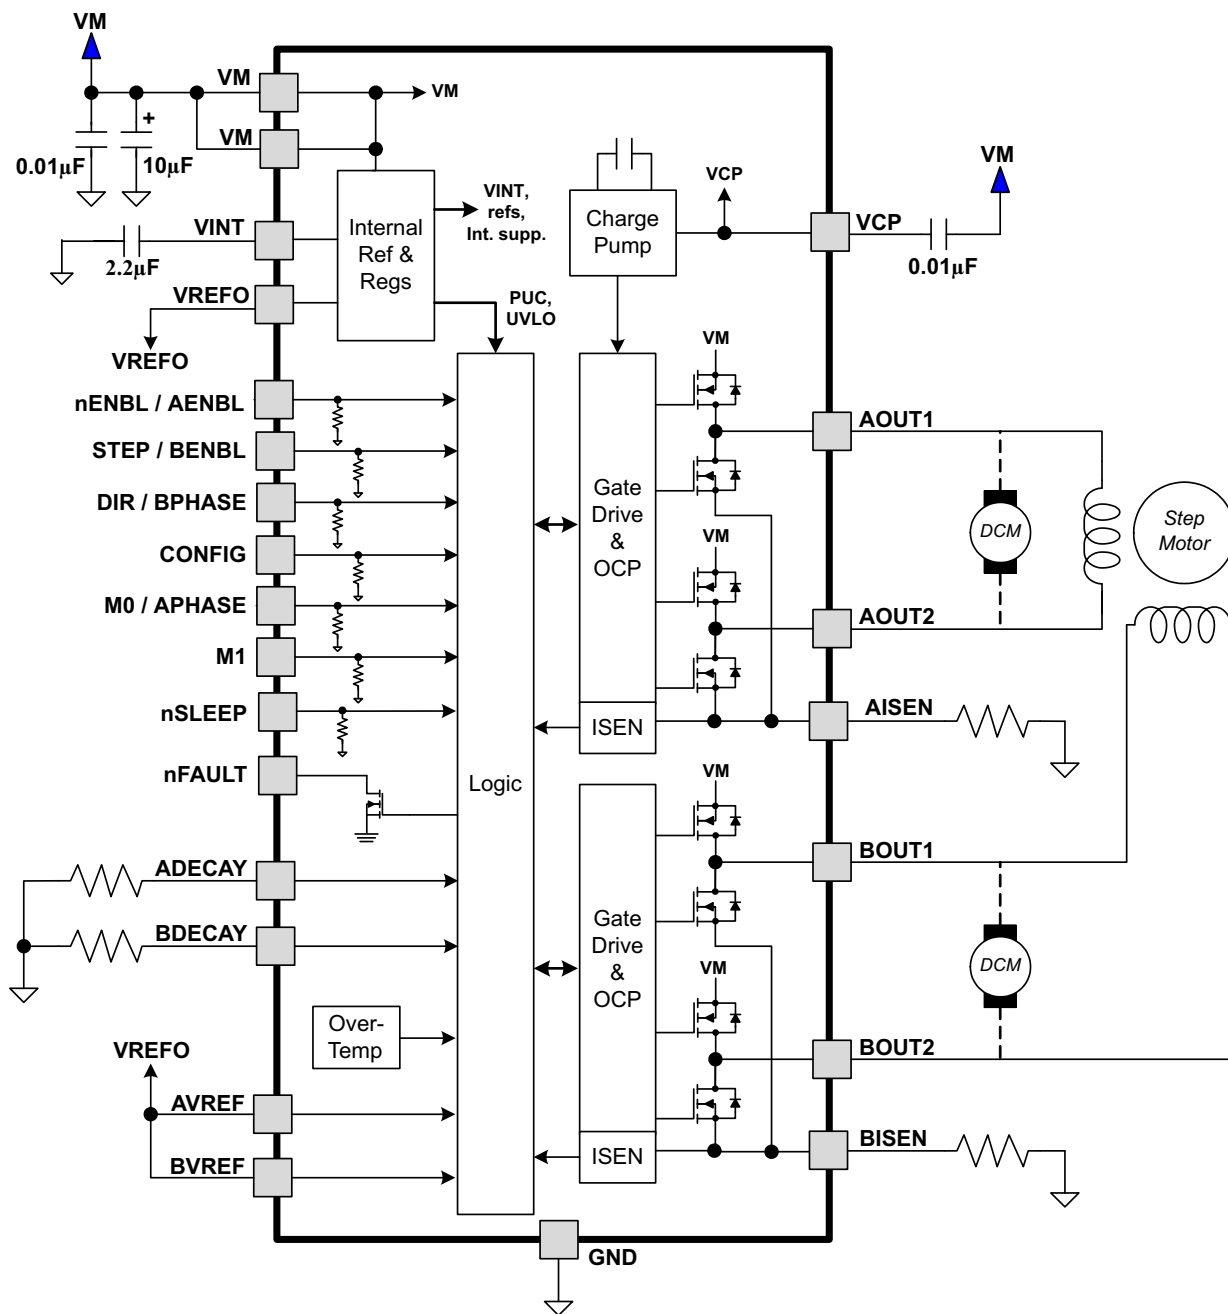 VM
VM
VM
VM
+
0.01µF
10µF
VINT
2.2µF
VREFO
VREFO
Internal
Ref &
Regs
VINT,
refs,
Int. supp.
PUC,
UVLO
Charge
Pump
VCP
VCP
VM
0.01µF
nENBL / AENBL
STEP / BENBL
DIR / BPHASE
CONFIG
M0 / APHASE
M1
nSLEEP
nFAULT
ADECAY
BDECAY
Over-
Temp
VREFO
AVREF
BVREF
Logic
Gate
Drive
&
OCP
ISEN
VM
VM
AOUT1
AOUT2
AISEN
DCM
Step
Motor
Gate
Drive
&
OCP
ISEN
VM
VM
BOUT1
BOUT2
BISEN
DCM
GND